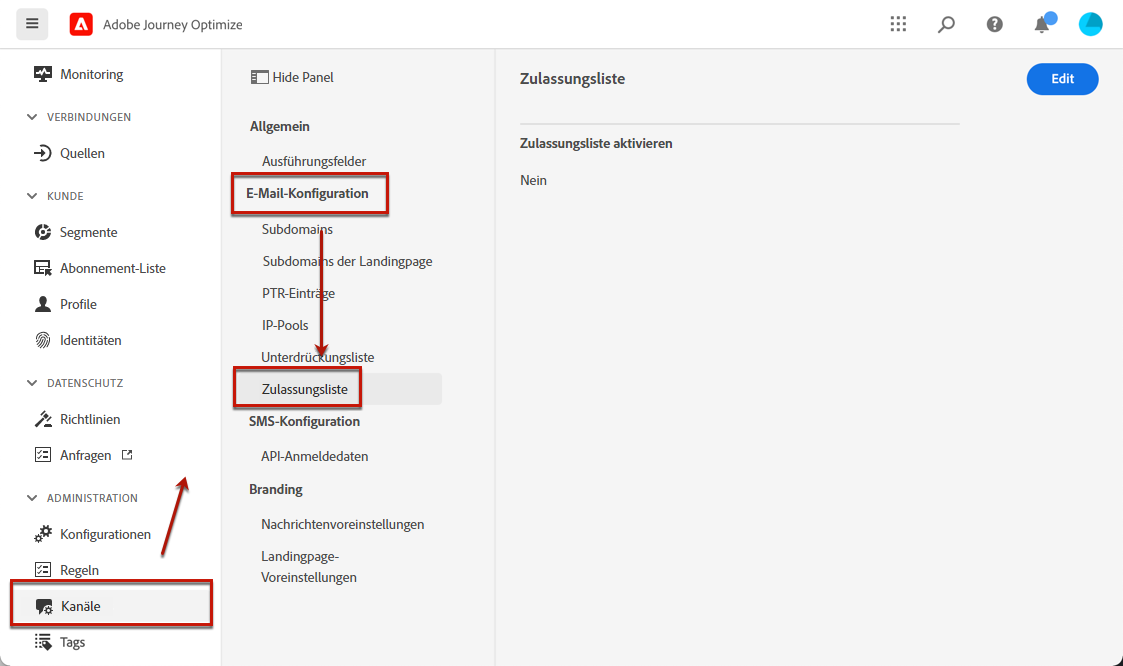 Adobe Journey Optimize
Monitoring
VERBINDUNGEN
Quellen
KUNDE
Segmente
Abonnement-Liste
Profile
Identitäten
DATENSCHUTZ
Richtlinien
Anfragen
ADMINISTRATION
Konfigurationen
Regeln
Kanäle
Tags
Hide Panel
Allgemein
Ausführungsfelder
E-Mail-Konfiguration
Subdomains
Subdomains der Landingpage
PTR-Einträge
IP-Pools
Unterdrückungsliste
Zulassungsliste
SMS-Konfiguration
API-Anmeldedaten
Branding
Nachrichtenvoreinstellungen
Landingpage-
Voreinstellungen
Zulassungsliste
Edit
Zulassungsliste aktivieren
Nein